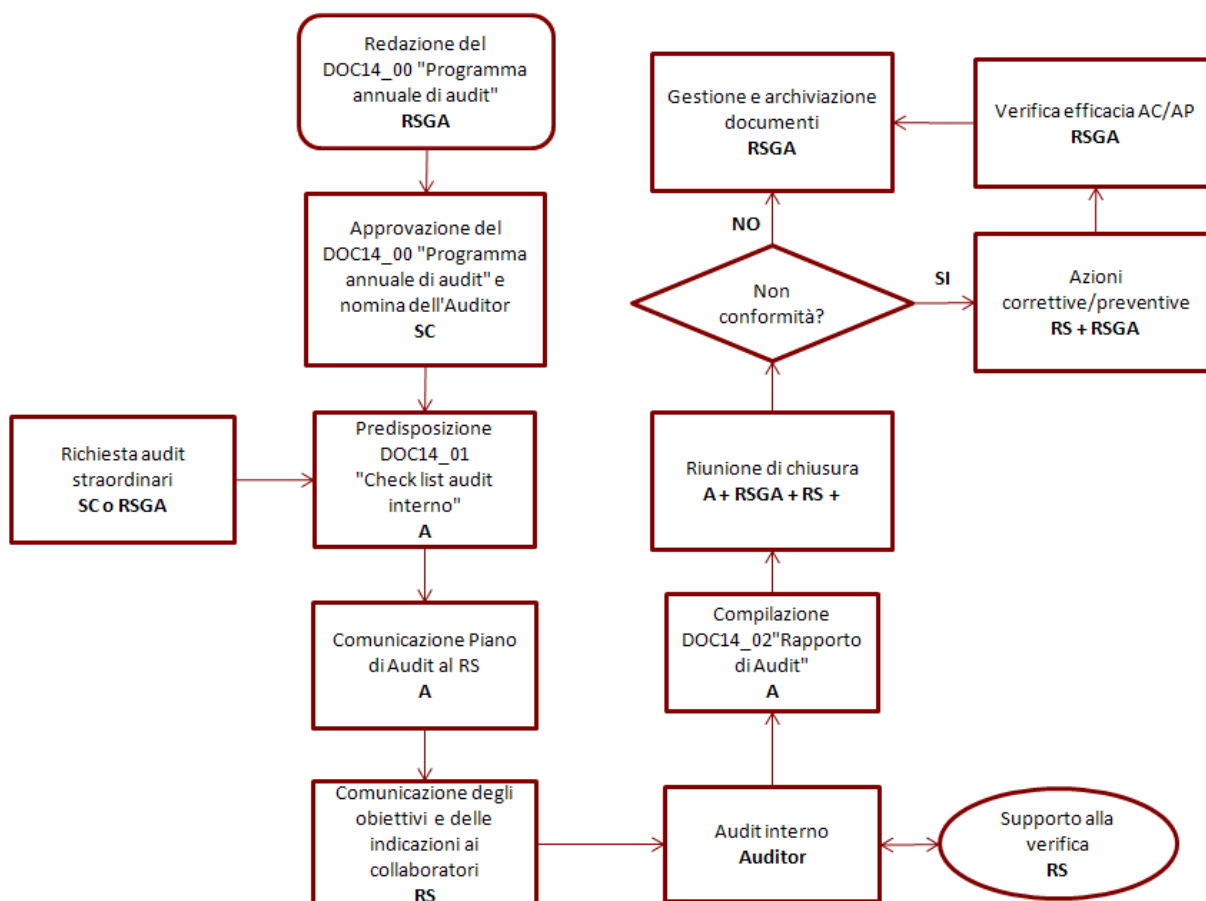 Redazione del
DOC14_00 "Programma
annuale di audit"
RSGA
Approvazione del
DOC14_00 "Programma
annuale di audit" e
nomina dell'Auditor
SC
Richiesta audit
straordinari
SC o RSGA
Predisposizione
DOC14_01
"Check list audit
interno"
A
Comunicazione Piano
di Audit al RS
A
Comunicazione degli
obiettivi e delle
indicazioni ai
collaboratori
RS
Audit interno
Auditor
Supporto alla
verifica
RS
Compilazione
DOC14_02"Rapporto
di Audit"
A
Riunione di chiusura
A + RSGA + RS +
Non
conformità?
NO
SI
Azioni
correttive/preventive
RS + RSGA
Verifica efficacia AC/AP
RSGA
Gestione e archiviazione
documenti
RSGA